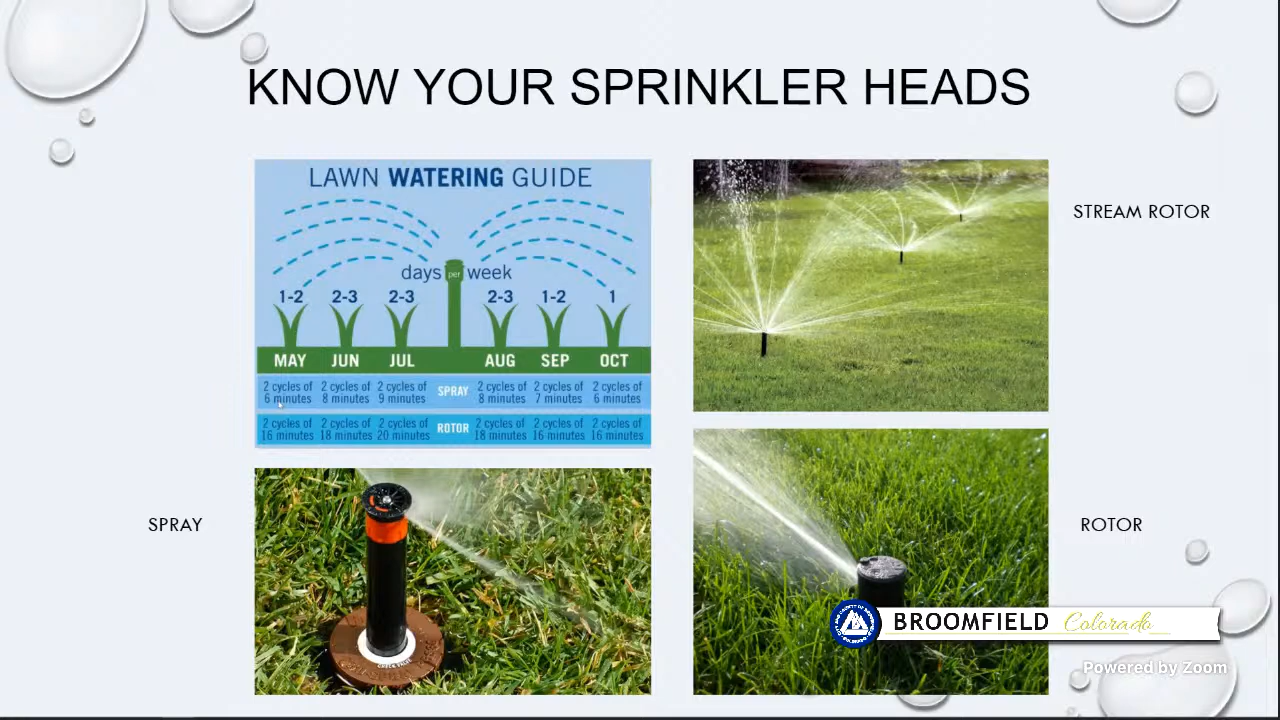 KNOW YOUR SPRINKLER HEADS
LAWN WATERING GUIDE
days per week
1-2 2-3 2-3 2-3 1-2 1
MAY JUN JUL AUG SEP OCT
2 cycles of 2 cycles of 2 cycles of SPRAY 2 cycles of 2 cycles of 2 cycles of
6 minutes 8 minutes 9 minutes 8 minutes 7 minutes 6 minutes
2 cycles of 2 cycles of 2 cycles of ROTOR 2 cycles of 2 cycles of 2 cycles of
16 minutes 18 minutes 20 minutes 18 minutes 16 minutes 16 minutes
STREAM ROTOR
SPRAY
CHECK VALVE
ROTOR
BROOMFIELD Colorado
Powered by Zoom